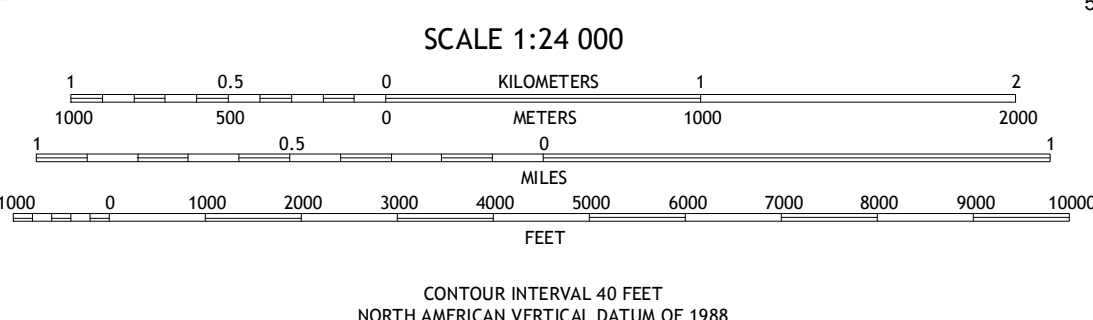 5
SCALE 1:24 000
1 0.5 0 KILOMETERS 1 2
1000 500 0 METERS 1000 2000
1 0.5 0 1
MILES
1000 0 1000 2000 3000 4000 5000 6000 7000 8000 9000 10000
FEET
CONTOUR INTERVAL 40 FEET
NORTH AMERICAN VERTICAL DATUM OF 1988